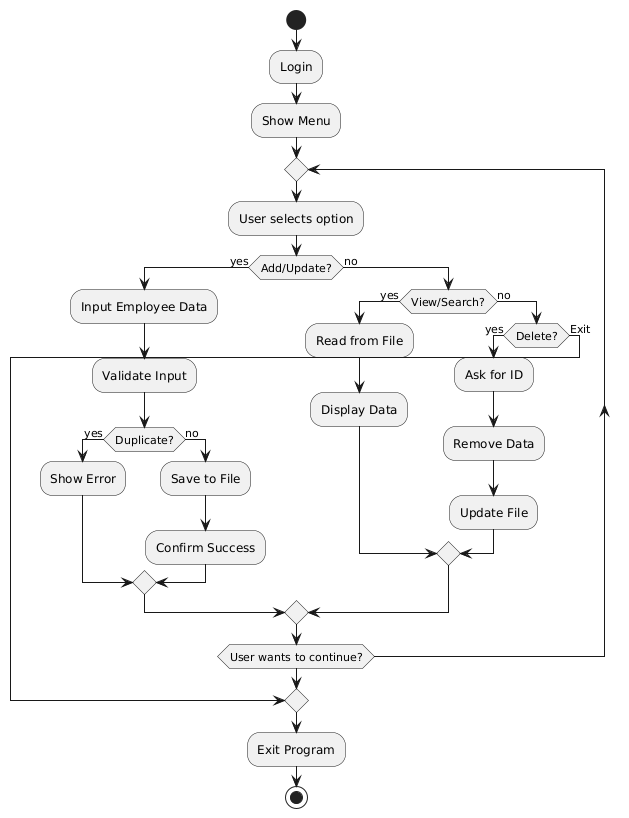 Login
Show Menu
User selects option
yes
Add/Update?
no
Input Employee Data
yes
View/Search?
no
Read from File
yes
Delete?
Exit
Validate Input
Ask for ID
Display Data
yes
Duplicate?
no
Remove Data
Show Error
Save to File
Update File
Confirm Success
User wants to continue?
Exit Program